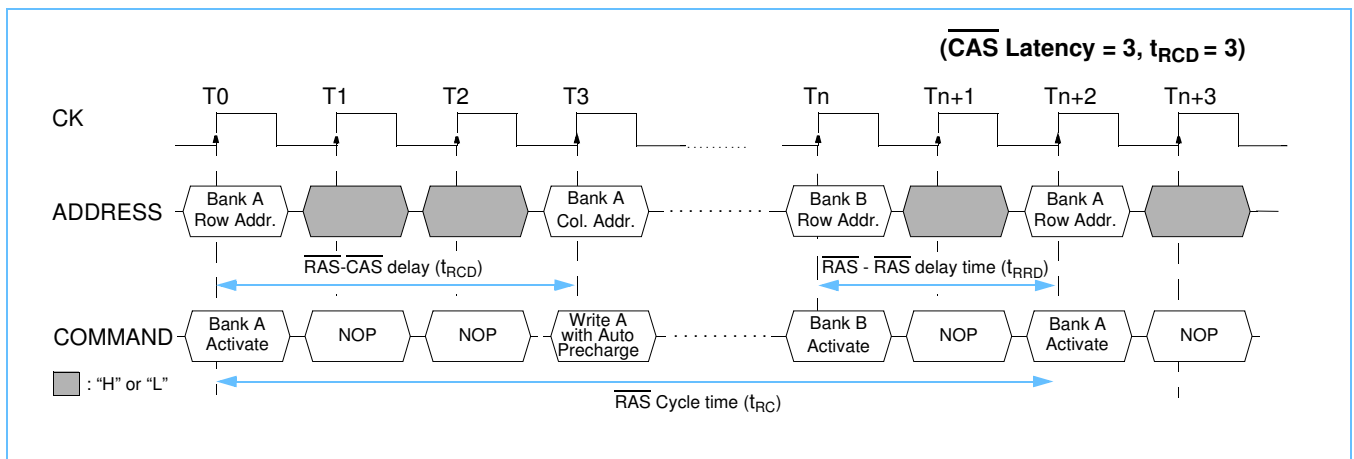 (CAS Latency = 3, tRCD = 3)
T0 T1 T2 T3 Tn Tn+1 Tn+2 Tn+3
CK
ADDRESS
Bank A
Row Addr.
Bank A
Col. Addr.
Bank B
Row Addr.
Bank A
Row Addr.
RAS-CAS delay (tRCD)
RAS - RAS delay time (tRRD)
COMMAND
Bank A
Activate
NOP
NOP
Write A
with Auto
Precharge
Bank B
Activate
NOP
Bank A
Activate
NOP
: “H” or “L”
RAS Cycle time (tRC)